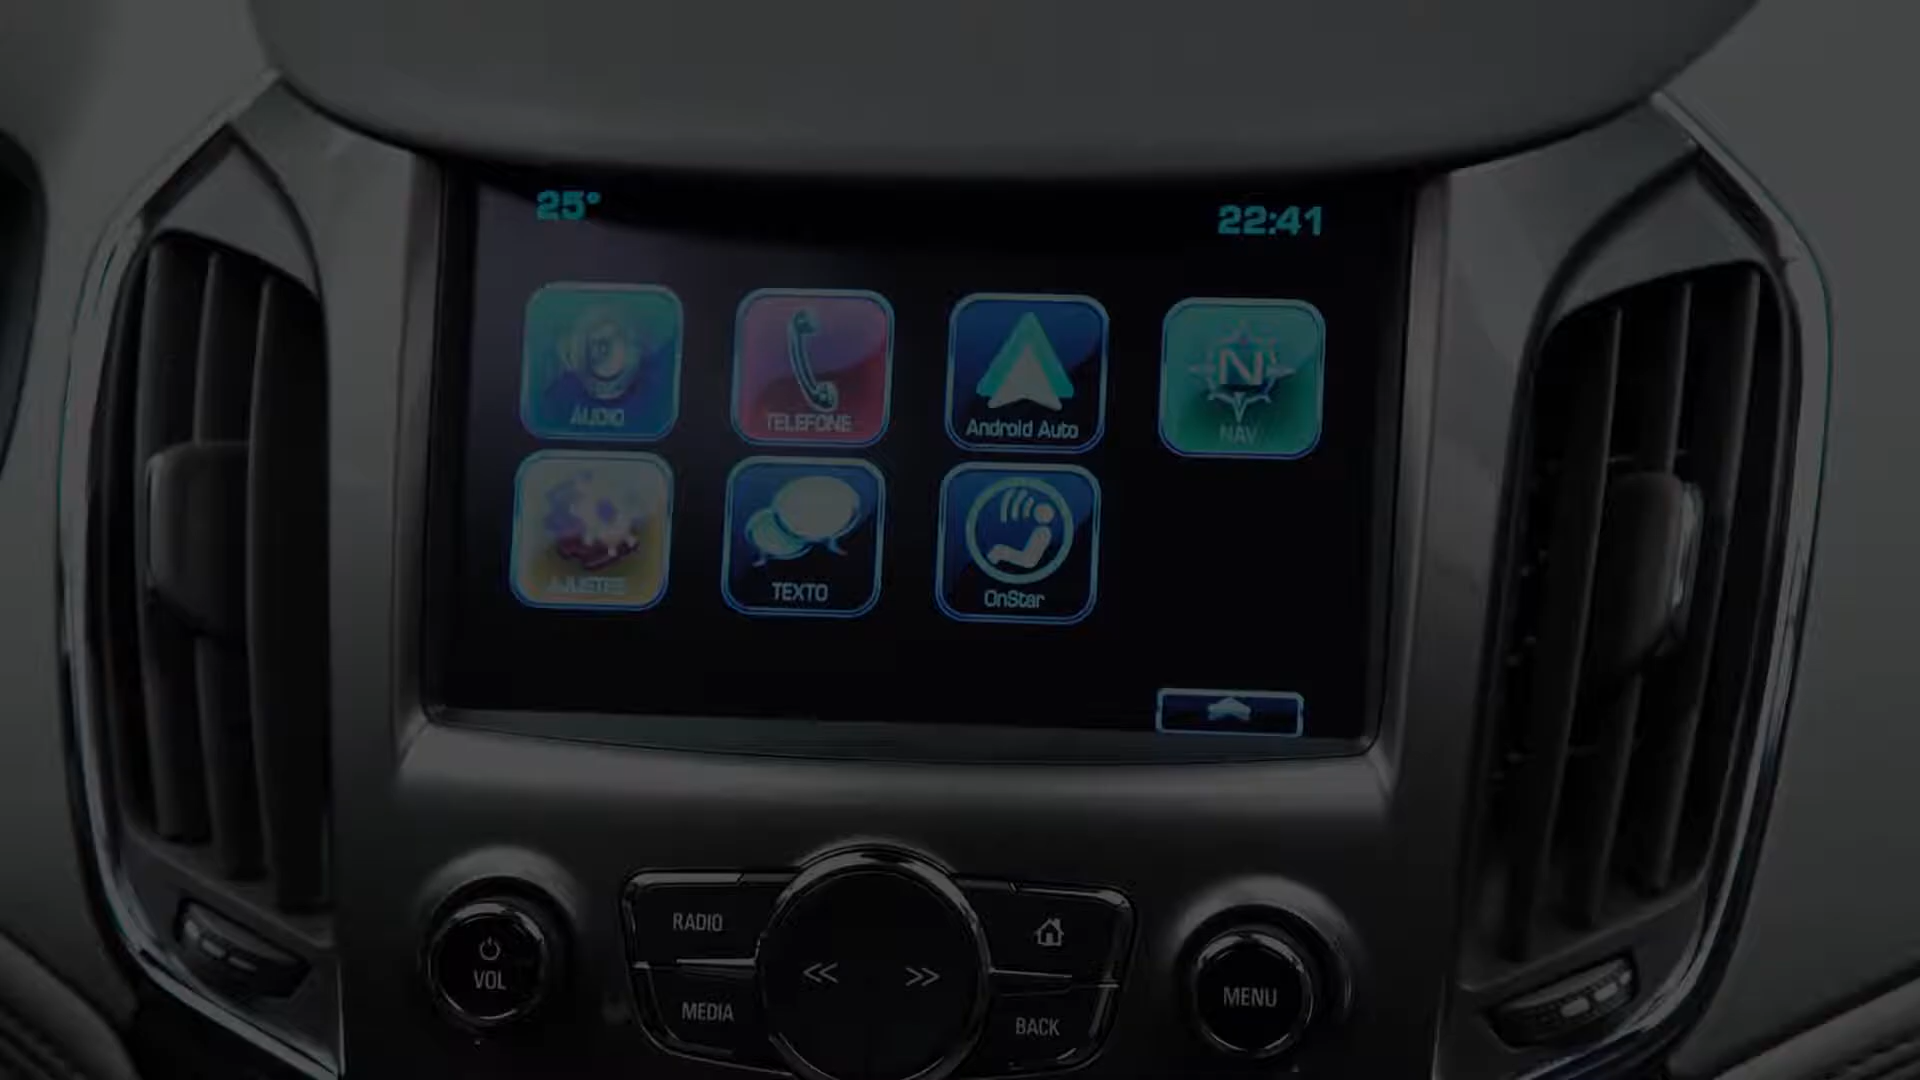 25°
22:41
ÁUDIO
TELEFONE
Android Auto
NAV
AJUSTES
TEXTO
OnStar
RADIO
VOL
MEDIA
MENU
BACK